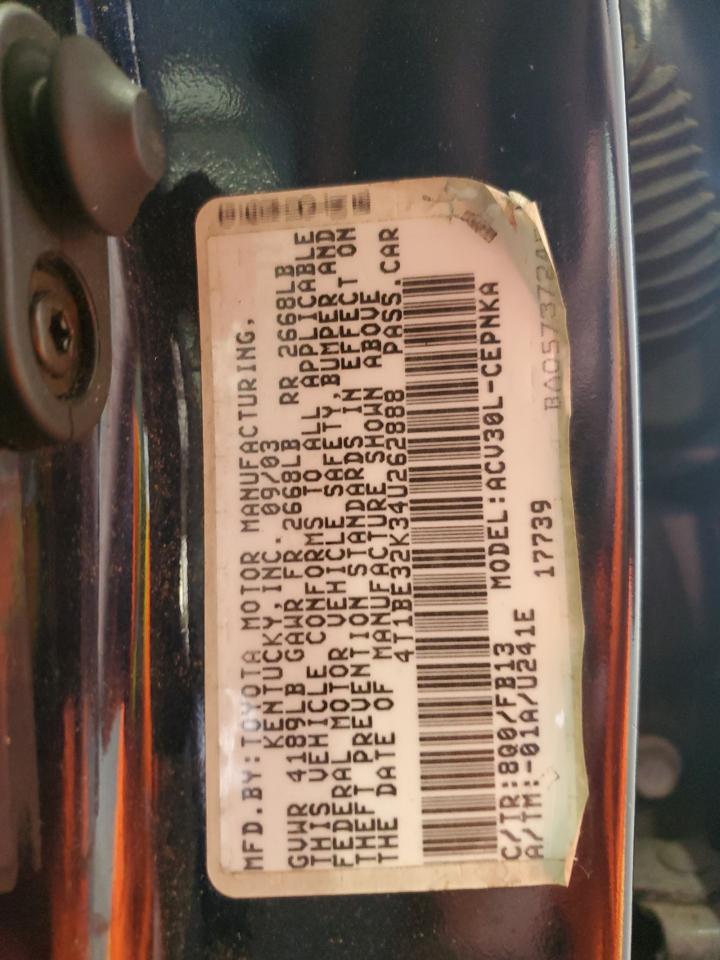 MFD.BY:TOYOTA MOTOR MANUFACTURING,
KENTUCKY,INC. 09/03
GVWR 4189LB GAWR FR 2668LB RR 2668LB
THIS VEHICLE CONFORMS TO ALL APPLICABLE
FEDERAL MOTOR VEHICLE SAFETY,BUMPER AND
THEFT PREVENTION STANDARDS IN EFFECT ON
THE DATE OF MANUFACTURE SHOWN ABOVE
4T1BE32K34U262888 PASS.CAR
C/TR:8Q0/FB13 MODEL:ACV30L-CEPNKA
A/TM:-01A/U241E 17739